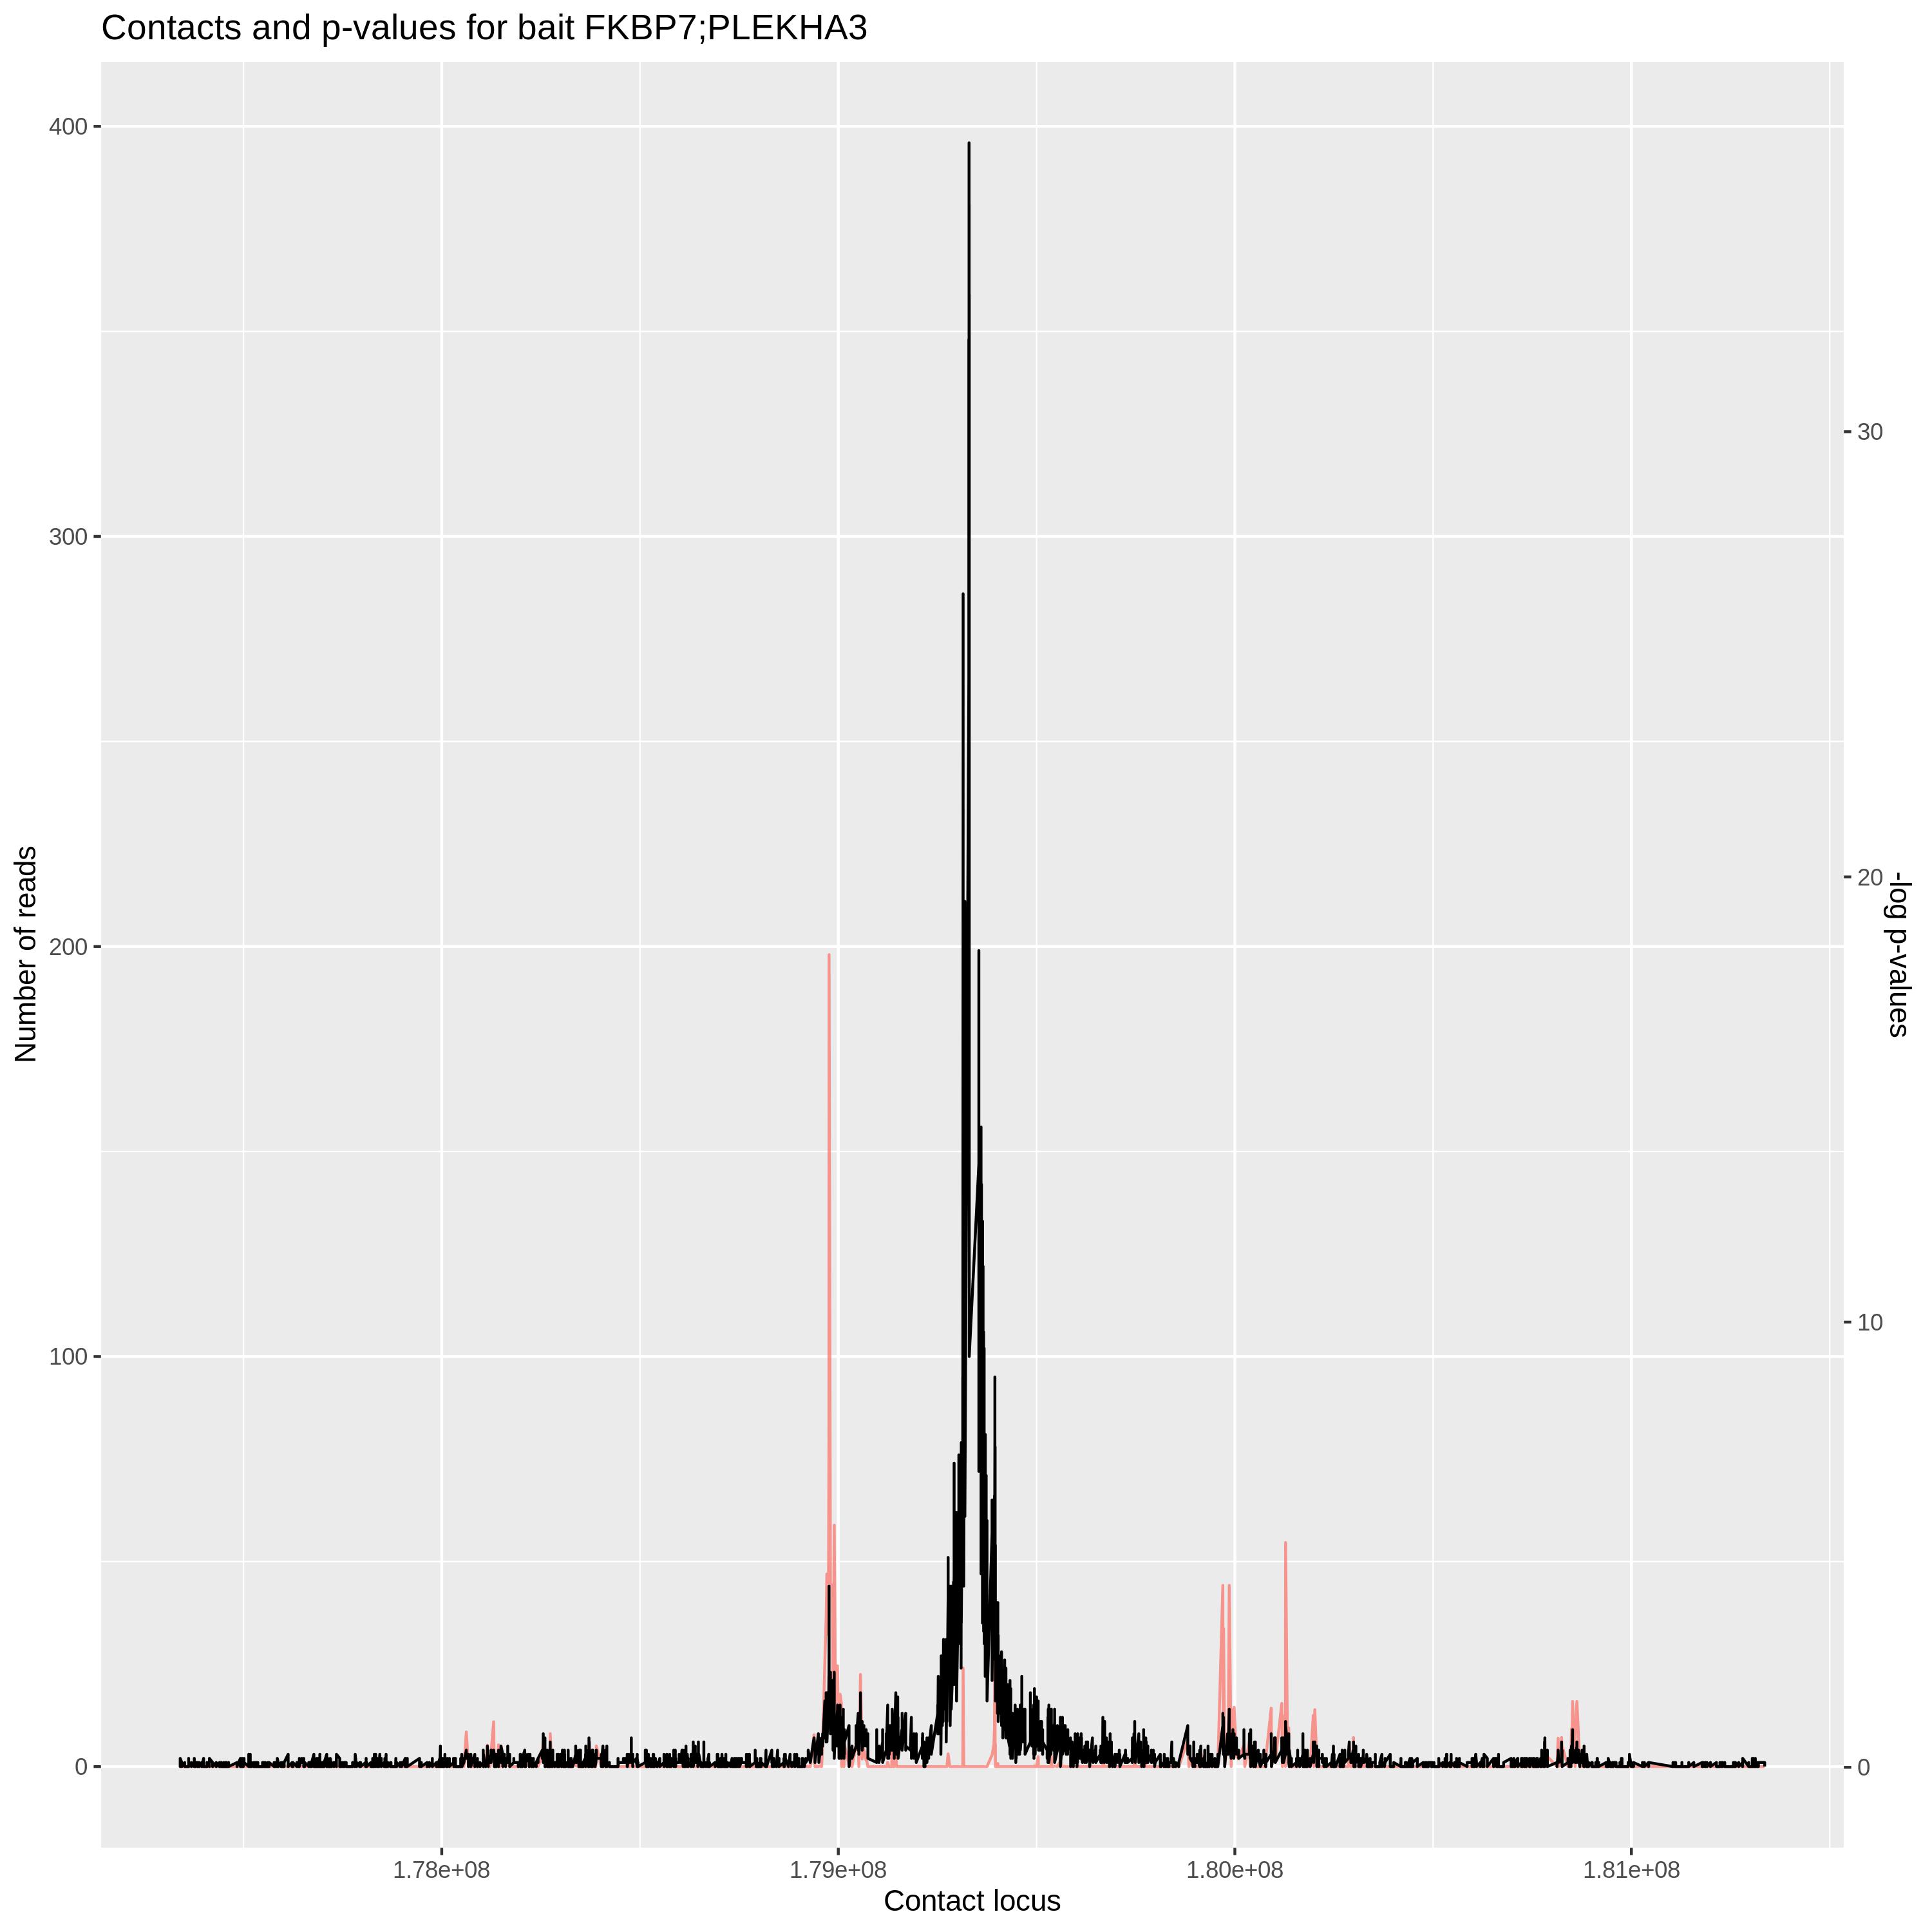 Contacts and p-values for bait FKBP7;PLEKHA3
400
300
200
100
0
Number of reads
30
20
10
0
-log p-values
1.78e+08 1.79e+08 1.80e+08 1.81e+08
Contact locus